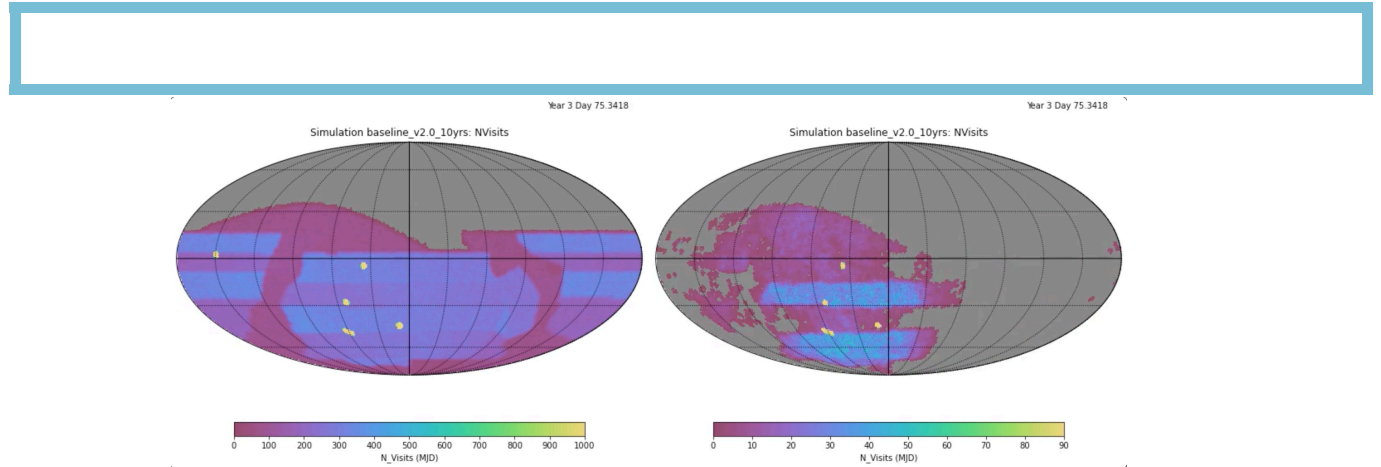 Year 3 Day 75.3418
Simulation baseline_v2.0_10yrs: NVisits
0 100 200 300 400 500 600 700 800 900 1000
N_Visits (MJD)
Year 3 Day 75.3418
Simulation baseline_v2.0_10yrs: NVisits
0 10 20 30 40 50 60 70 80 90
N_Visits (MJD)